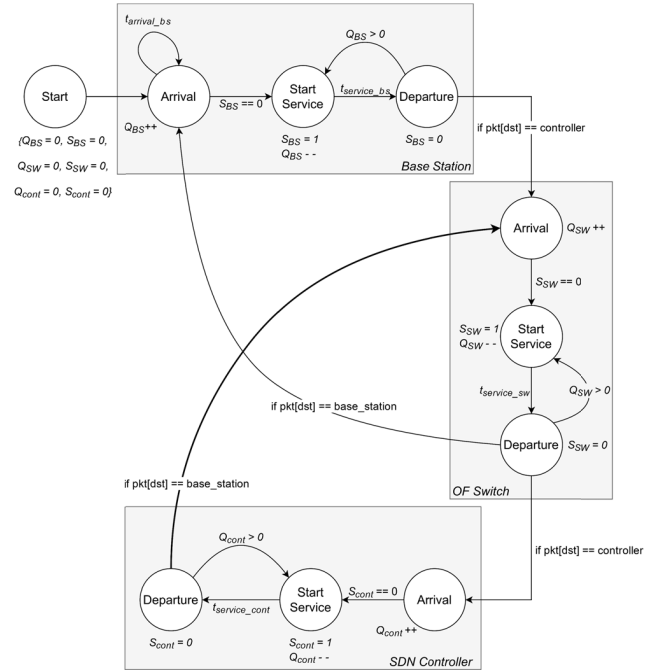 t_arrival_bs
Q_BS > 0
Start
Arrival
S_BS == 0
Start
Service
t_service_bs
Departure
Q_BS++
S_BS = 1
Q_BS - -
S_BS = 0
Base Station
{Q_BS = 0, S_BS = 0,
Q_SW = 0, S_SW = 0,
Q_cont = 0, S_cont = 0}
if pkt[dst] == controller
Arrival
Q_SW ++
S_SW == 0
S_SW = 1
Q_SW - -
Start
Service
t_service_sw
Q_SW > 0
if pkt[dst] == base_station
Departure
S_SW = 0
OF Switch
if pkt[dst] == base_station
if pkt[dst] == controller
Q_cont > 0
Departure
t_service_cont
Start
Service
S_cont == 0
Arrival
S_cont = 0
S_cont = 1
Q_cont - -
Q_cont ++
SDN Controller